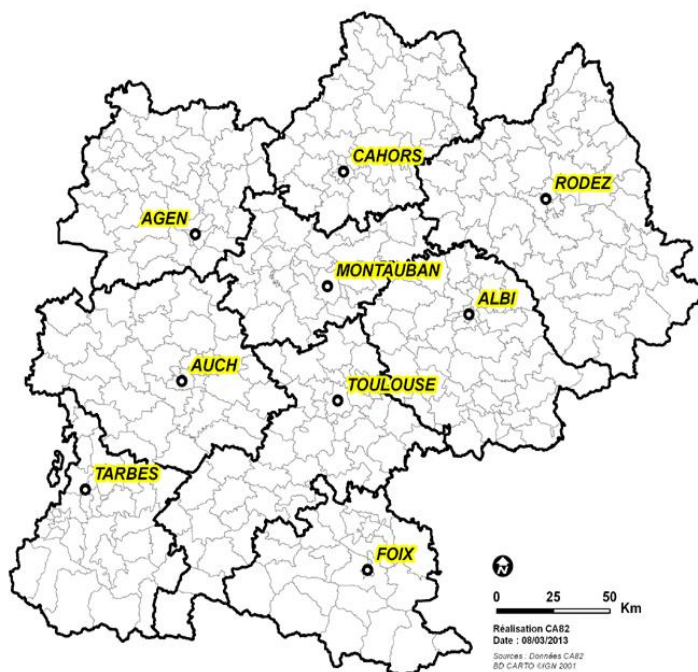 CAHORS
RODEZ
AGEN
MONTAUBAN
ALBI
AUCH
TOULOUSE
TARBES
FOIX
N
0 25 50
Km
Réalisation CA82
Date : 08/03/2013
Sources : Données CA82
BD CARTO ©IGN 2001